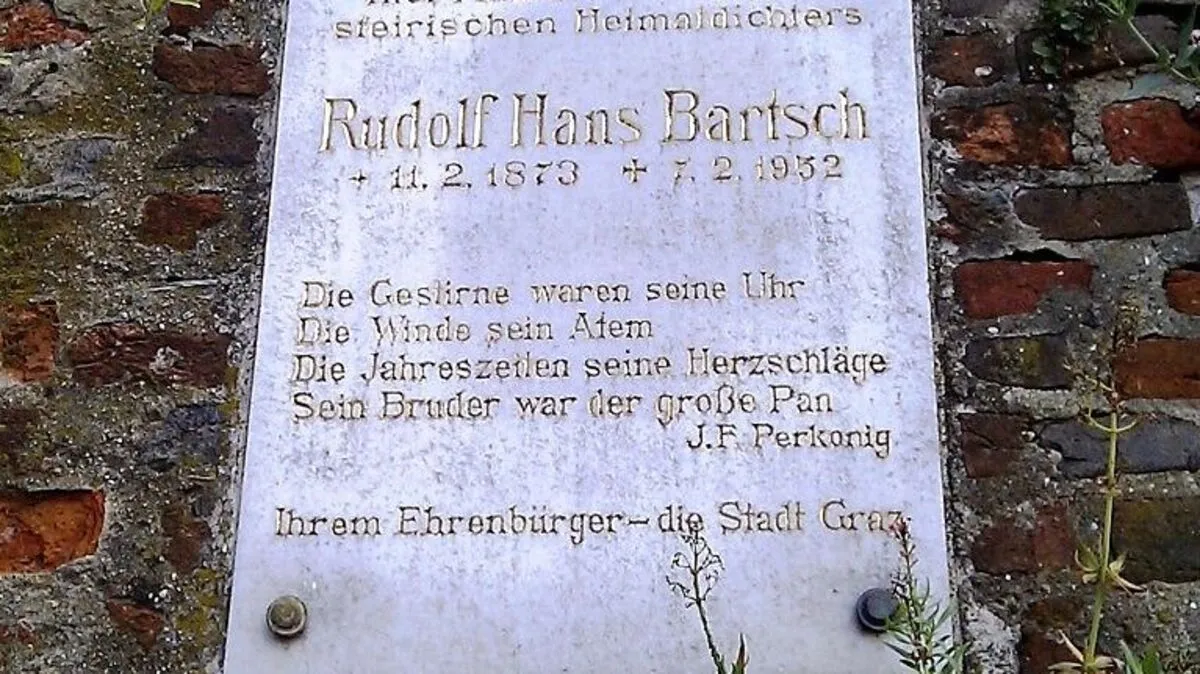 steirischen Heimatdichters
Rudolf Hans Bartsch
+ 11. 2. 1873 + 7. 2. 1952
Die Gestirne waren seine Uhr
Die Winde sein Atem
Die Jahreszeiten seine Herzschläge
Sein Bruder war der große Pan
J.F. Perkonig
Ihrem Ehrenbürger – die Stadt Graz